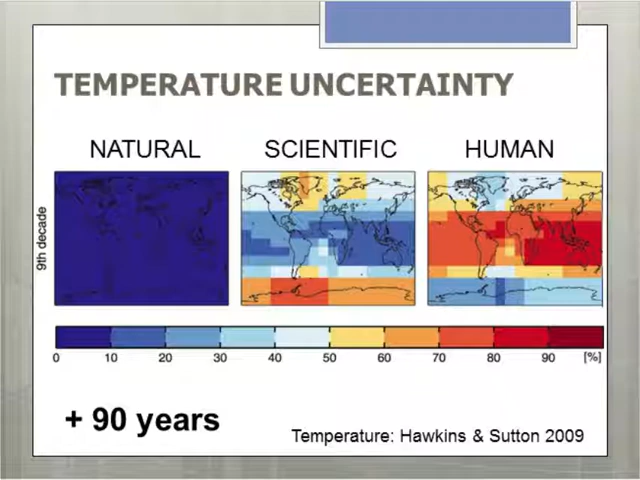 TEMPERATURE UNCERTAINTY
NATURAL SCIENTIFIC HUMAN
9th decade
0 10 20 30 40 50 60 70 80 90 [%]
+ 90 years
Temperature: Hawkins & Sutton 2009